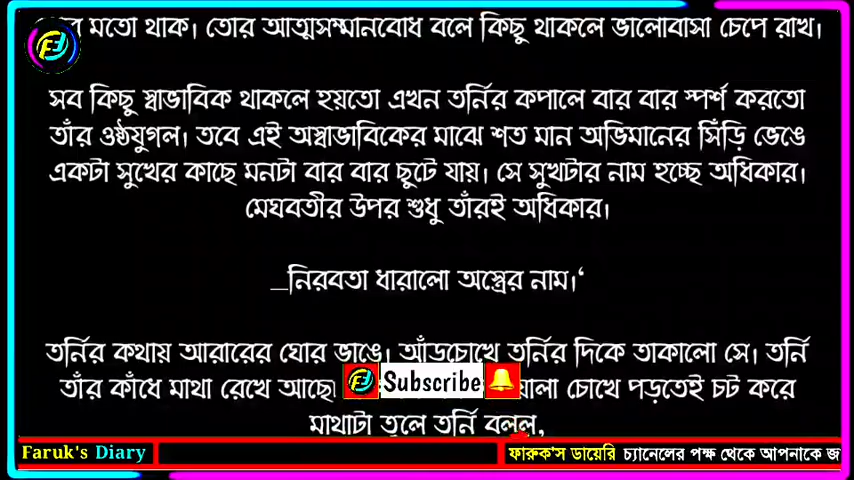 মতো থাক। তোর আত্মসম্মানবোধ বলে কিছু থাকলে ভালোবাসা চেপে রাখ।
সব কিছু স্বাভাবিক থাকলে হয়তো এখন তর্নির কপালে বার বার স্পর্শ করতো
তাঁর ওষ্ঠযুগল। তবে এই অস্বাভাবিকের মাঝে শত মান অভিমানের সিঁড়ি ভেঙে
একটা সুখের কাছে মনটা বার বার ছুটে যায়। সে সুখটার নাম হচ্ছে অধিকার।
মেঘবতীর উপর শুধু তাঁরই অধিকার।
_নিরবতা ধারালো অস্ত্রের নাম।‘
তর্নির কথায় আরারের ঘোর ভাঙে। আঁড়চোখে তর্নির দিকে তাকালো সে। তর্নি
তাঁর কাঁধে মাথা রেখে আছে। Subscribe চোখে পড়তেই চট করে
মাথাটা তুলে তর্নি বলল,
Faruk's Diary ফারুক'স ডায়েরি চ্যানেলের পক্ষ থেকে আপনাকে জ